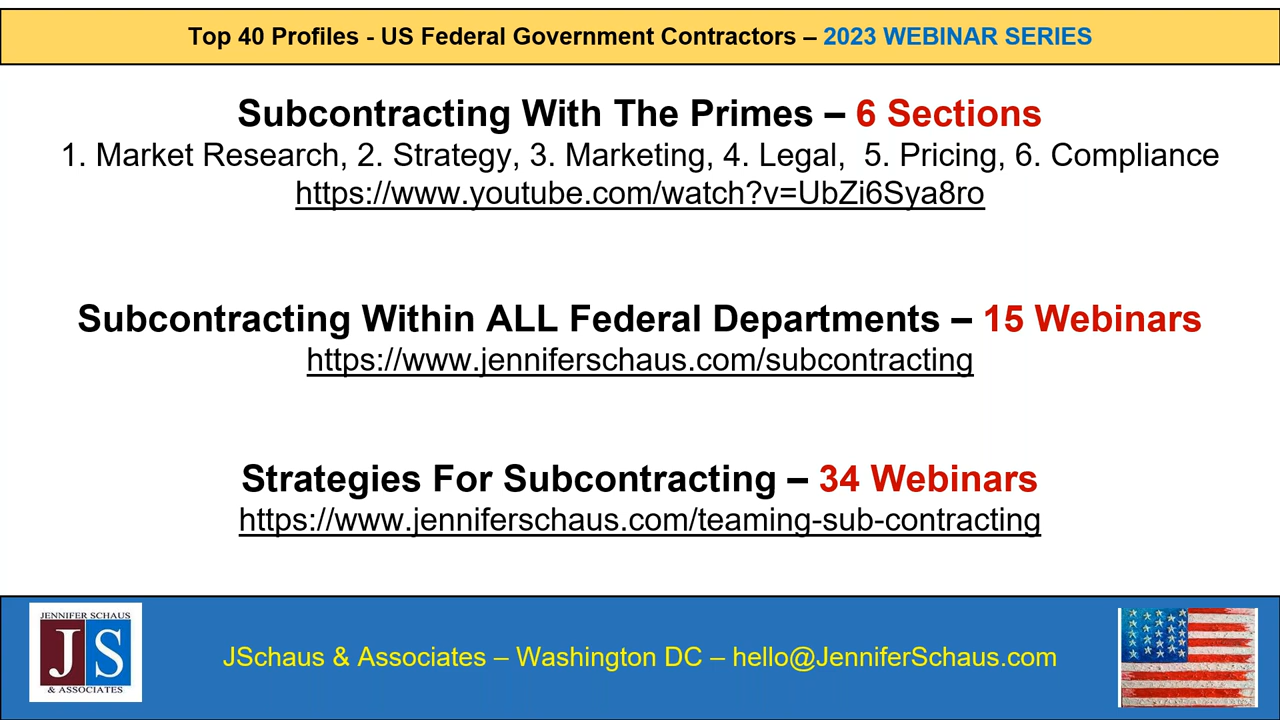 Top 40 Profiles - US Federal Government Contractors – 2023 WEBINAR SERIES
Subcontracting With The Primes – 6 Sections
1. Market Research, 2. Strategy, 3. Marketing, 4. Legal,  5. Pricing, 6. Compliance
https://www.youtube.com/watch?v=UbZi6Sya8ro
Subcontracting Within ALL Federal Departments – 15 Webinars
https://www.jenniferschaus.com/subcontracting
Strategies For Subcontracting – 34 Webinars
https://www.jenniferschaus.com/teaming-sub-contracting
JENNIFER SCHAUS
JS
& ASSOCIATES
JSchaus & Associates – Washington DC – hello@JenniferSchaus.com